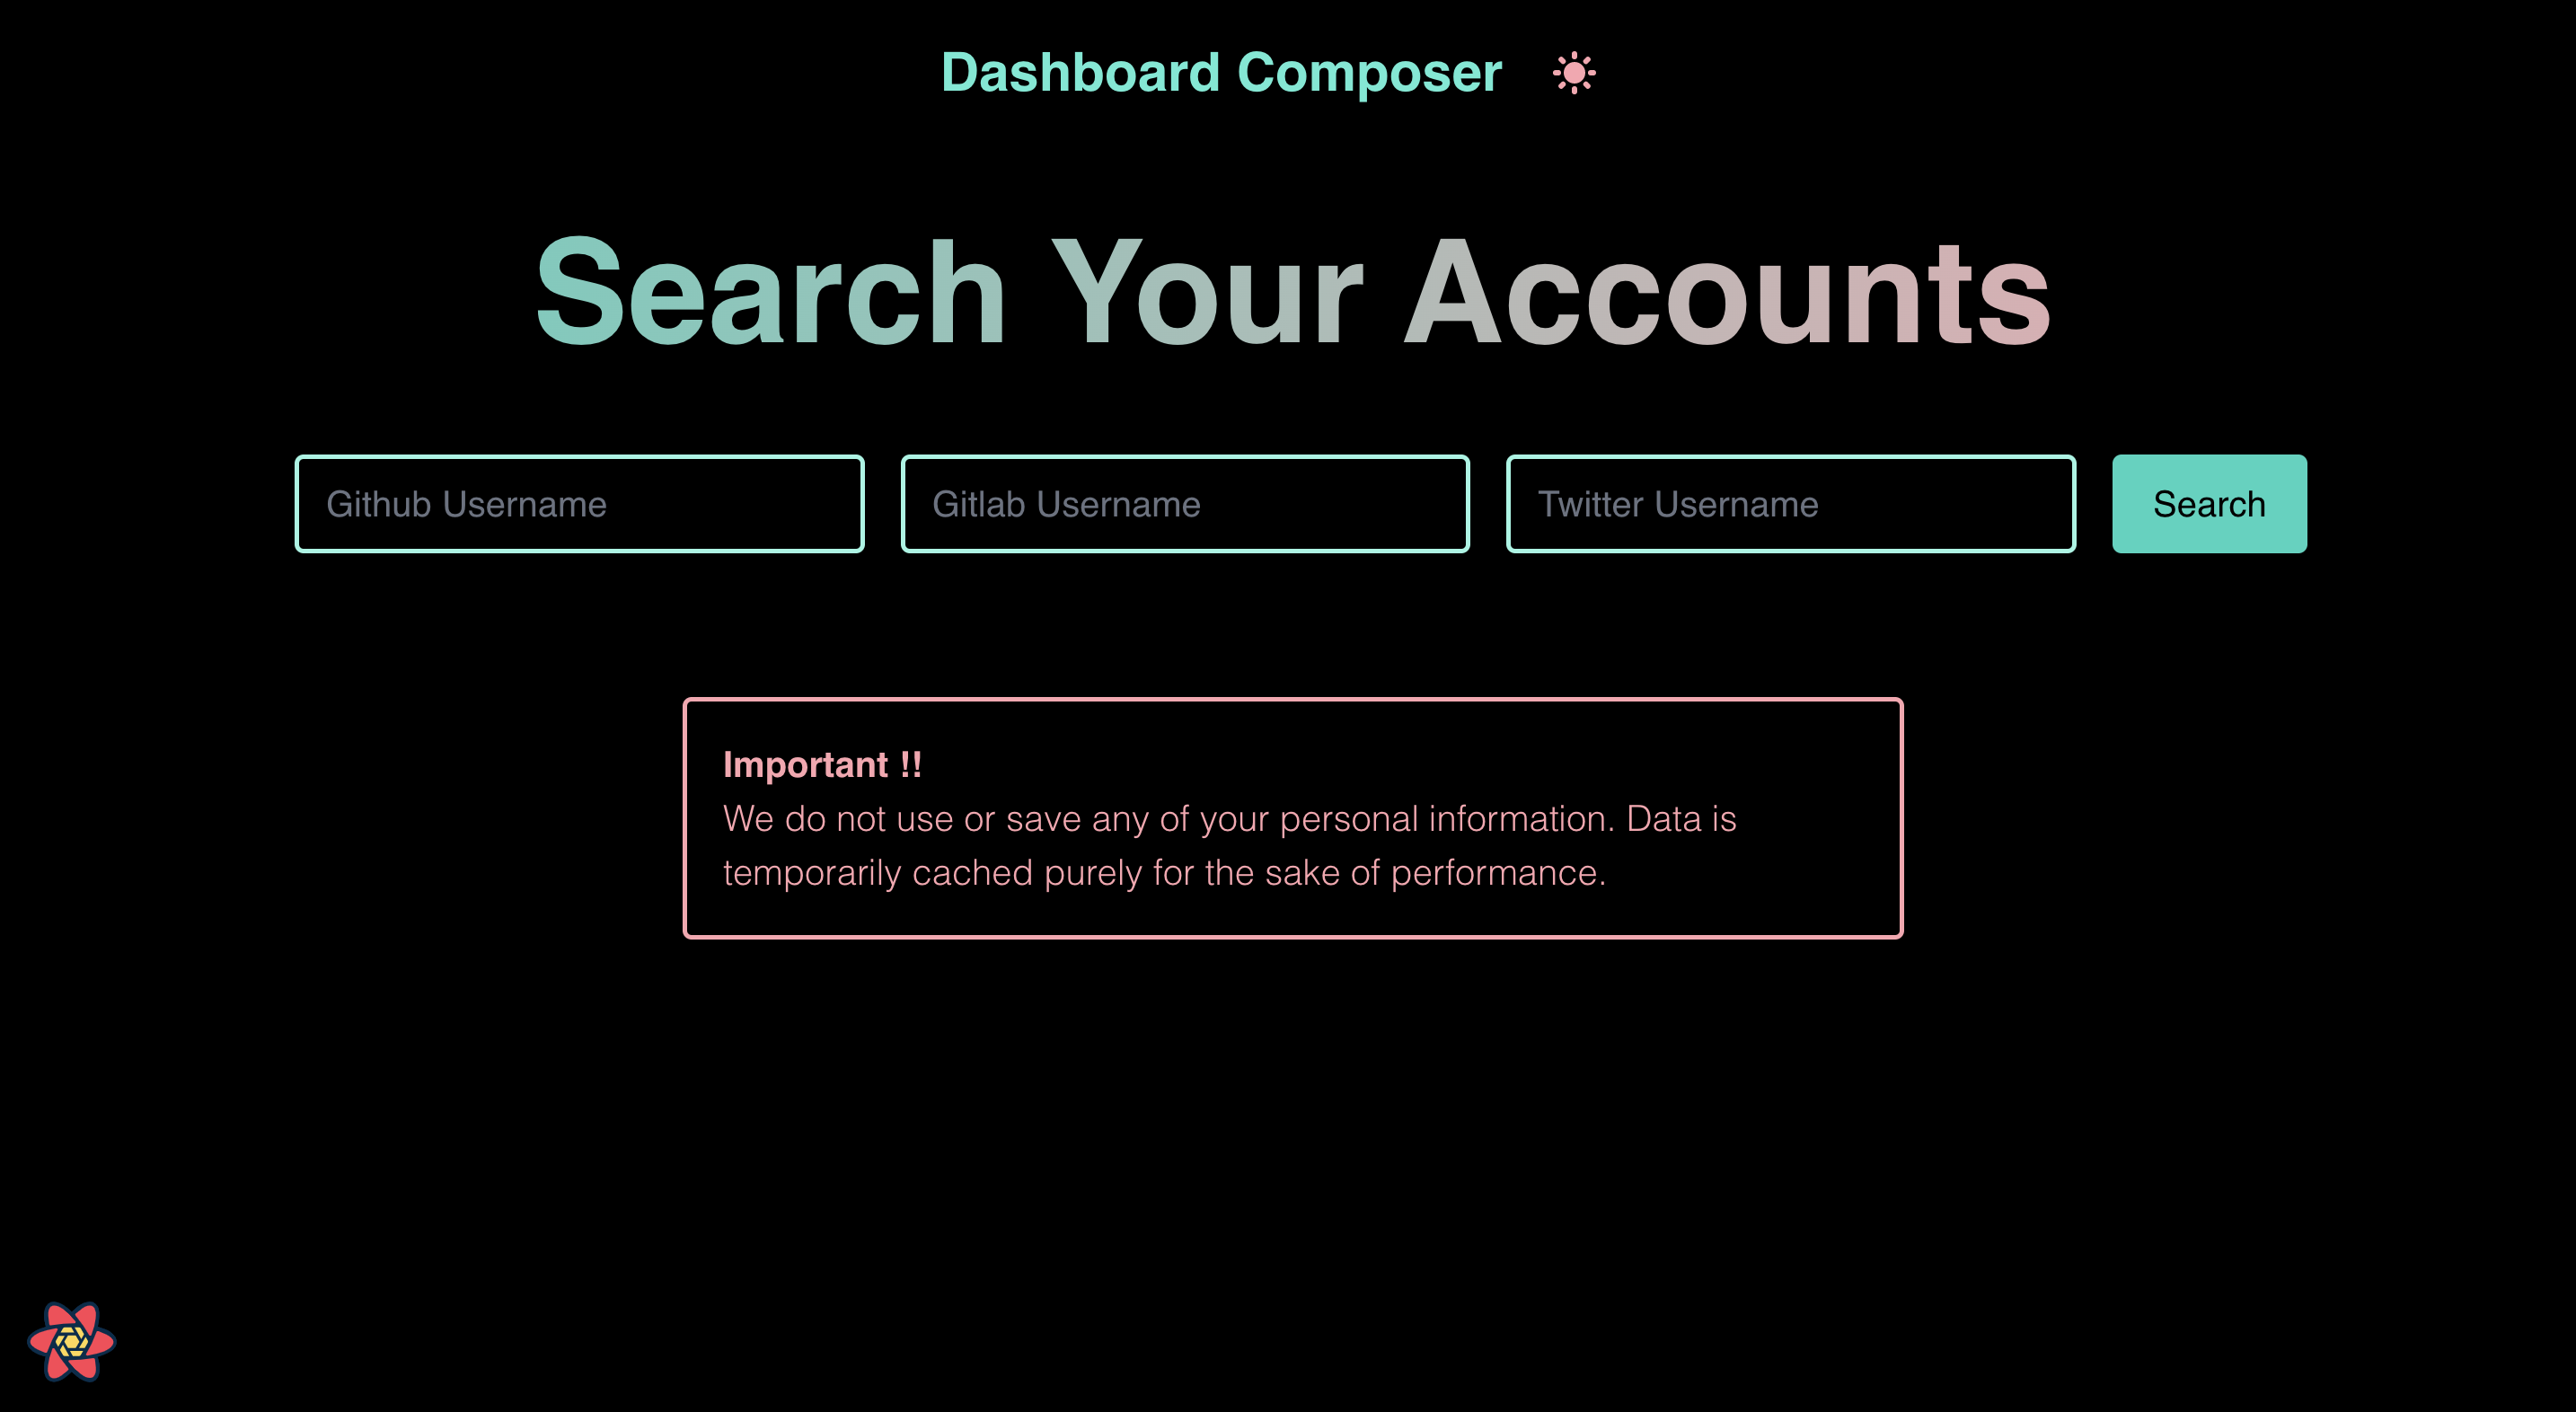 Dashboard Composer
Search Your Accounts
Github Username
Gitlab Username
Twitter Username
Search
Important !!
We do not use or save any of your personal information. Data is
temporarily cached purely for the sake of performance.